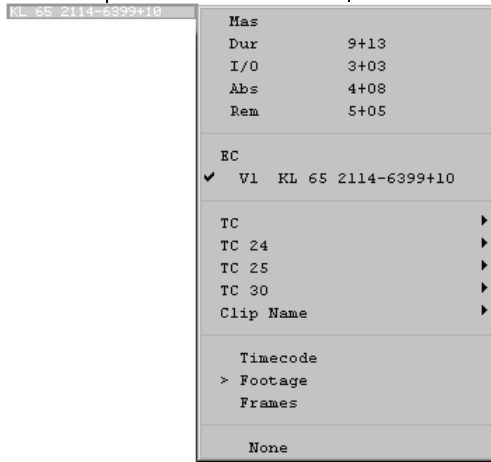 KL 65 2114-6399+10
Mas
Dur 9+13
I/O 3+03
Abs 4+08
Rem 5+05
EC
✔ V1 KL 65 2114-6399+10
TC
TC 24
TC 25
TC 30
Clip Name
Timecode
> Footage
Frames
None